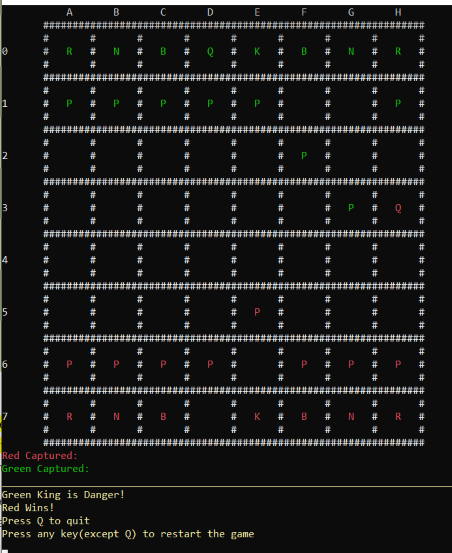 A B C D E F G H
0 R N B Q K B N R
1 P P P P P P
2 P
3 P Q
4
5 P
6 P P P P P P P
7 R N B K B N R
Red Captured:
Green Captured:
Green King is Danger!
Red Wins!
Press Q to quit
Press any key(except Q) to restart the game